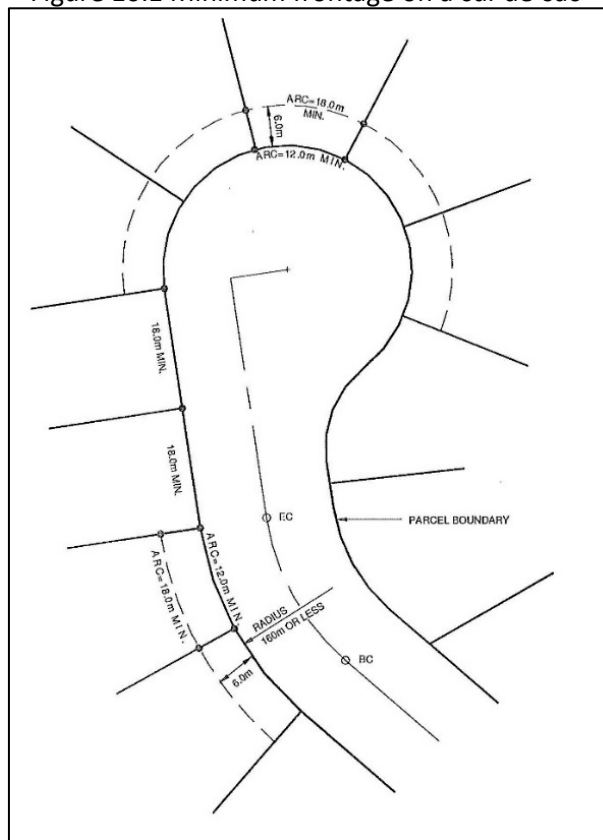 Figure Minimum frontage on a cul de sac
ARC=18.0m
MIN.
6.0m
ARC=12.0m MIN.
18.0m MIN.
18.0m MIN.
EC
PARCEL BOUNDARY
ARC=12.0m MIN.
ARC=18.0m MIN.
RADIUS
160m OR LESS
BC
6.0m